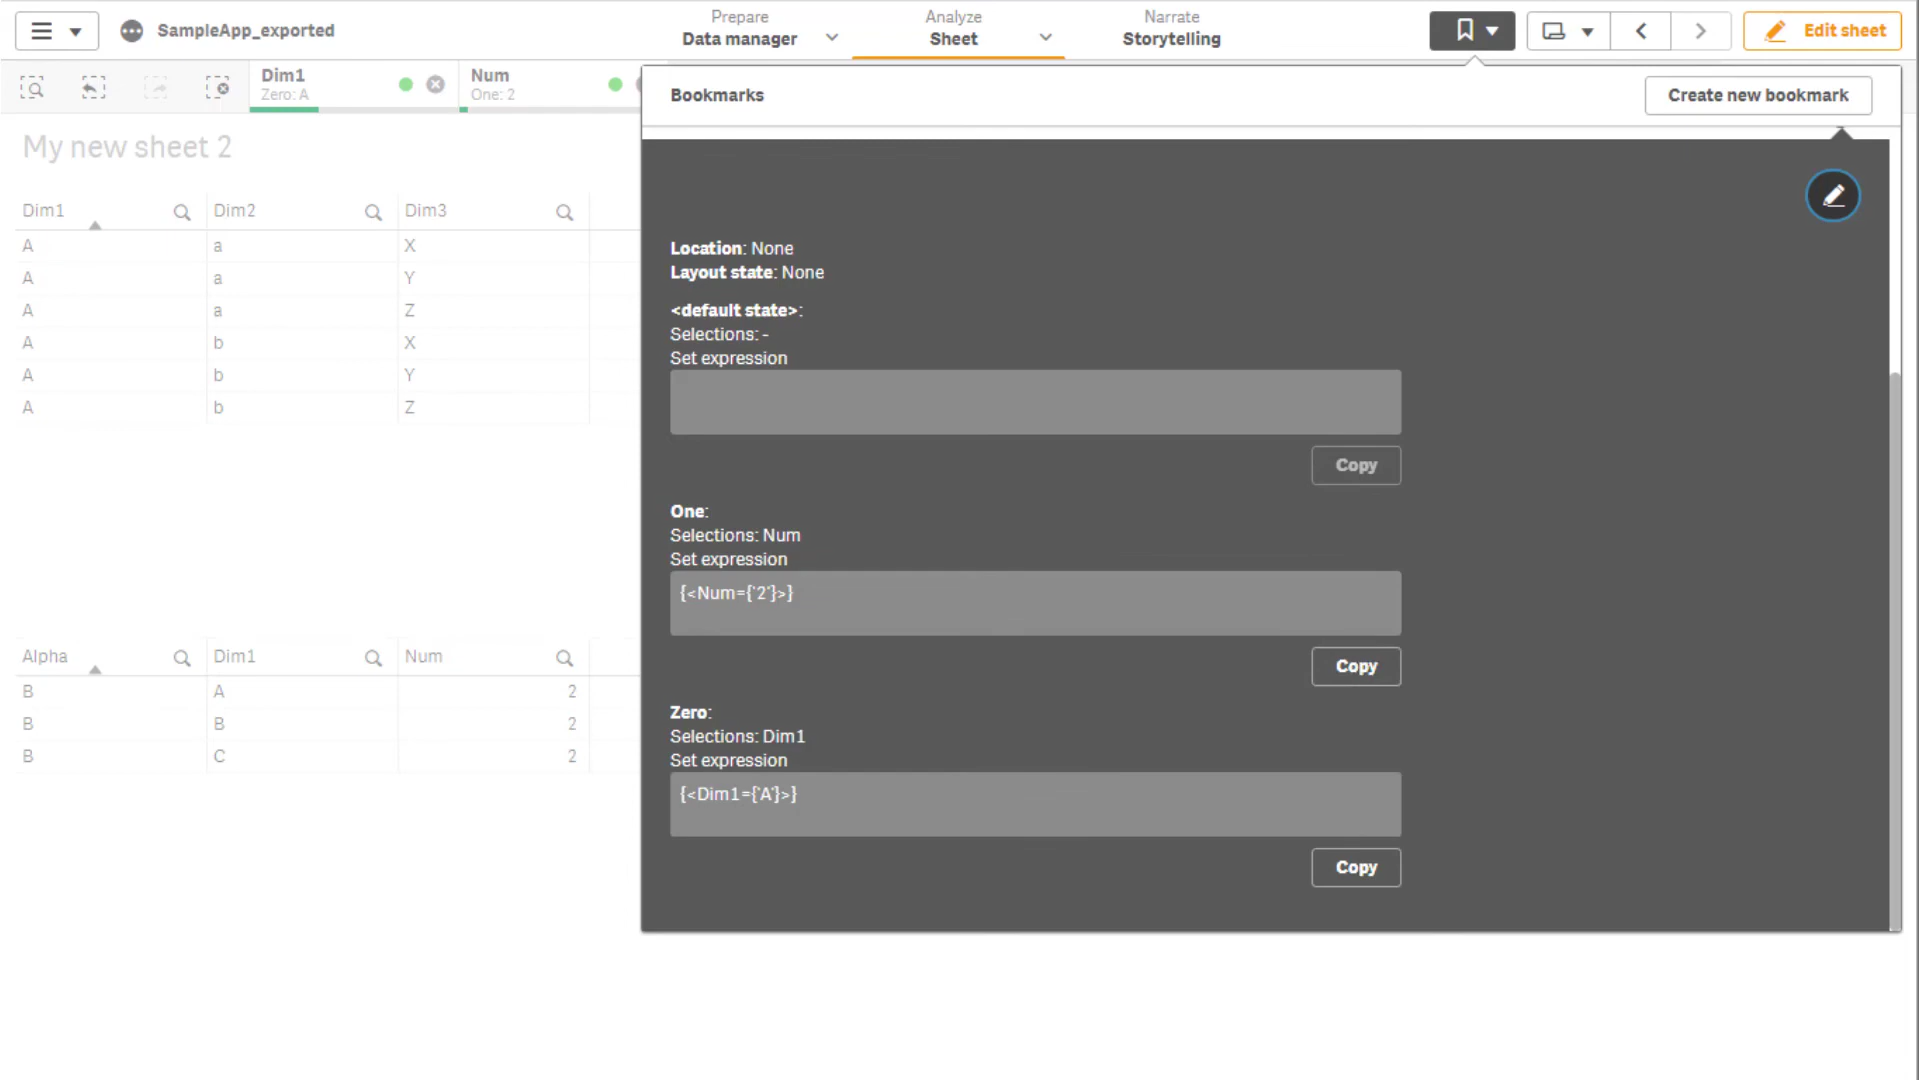 SampleApp_exported
Prepare
Data manager
Analyze
Sheet
Narrate
Storytelling
Edit sheet
Dim1
Zero: A
Num
One: 2
Bookmarks
Create new bookmark
My new sheet 2
Dim1 Dim2 Dim3
A a X
A a Y
A a Z
A b X
A b Y
A b Z
Alpha Dim1 Num
B A 2
B B 2
B C 2
Location: None
Layout state: None
<default state>:
Selections: -
Set expression
Copy
One:
Selections: Num
Set expression
{<Num={'2'}>}
Copy
Zero:
Selections: Dim1
Set expression
{<Dim1={'A'}>}
Copy